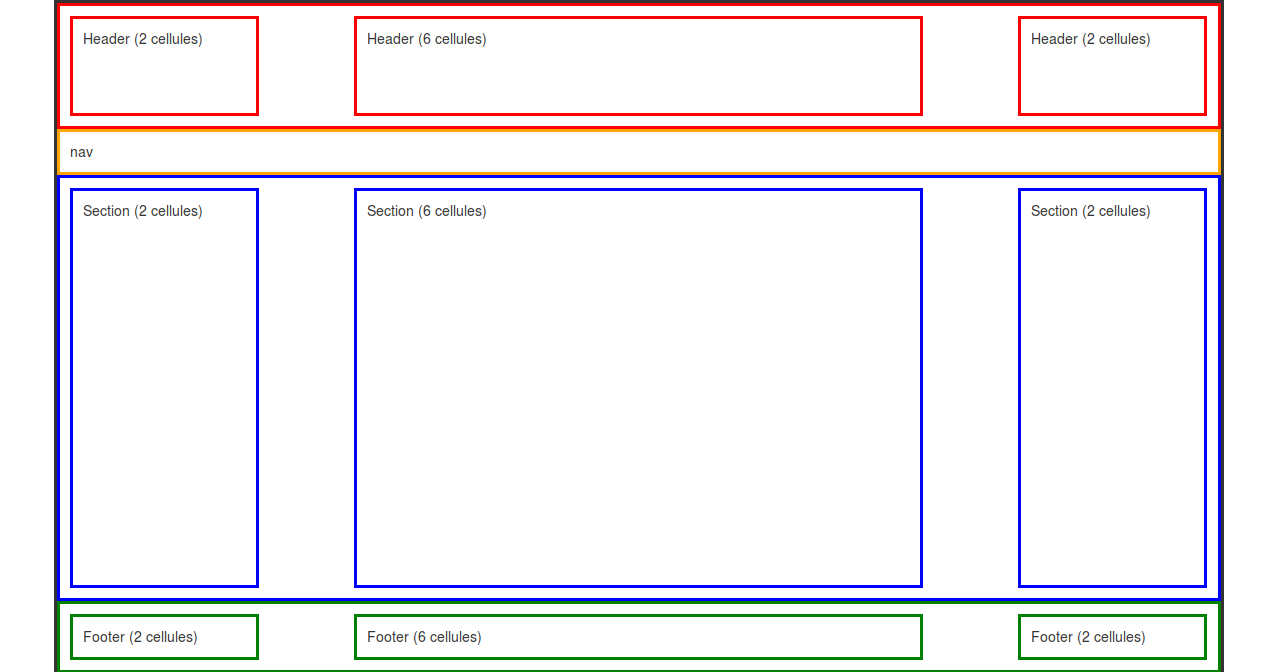 Header (2 cellules)
Header (6 cellules)
Header (2 cellules)
nav
Section (2 cellules)
Section (6 cellules)
Section (2 cellules)
Footer (2 cellules)
Footer (6 cellules)
Footer (2 cellules)